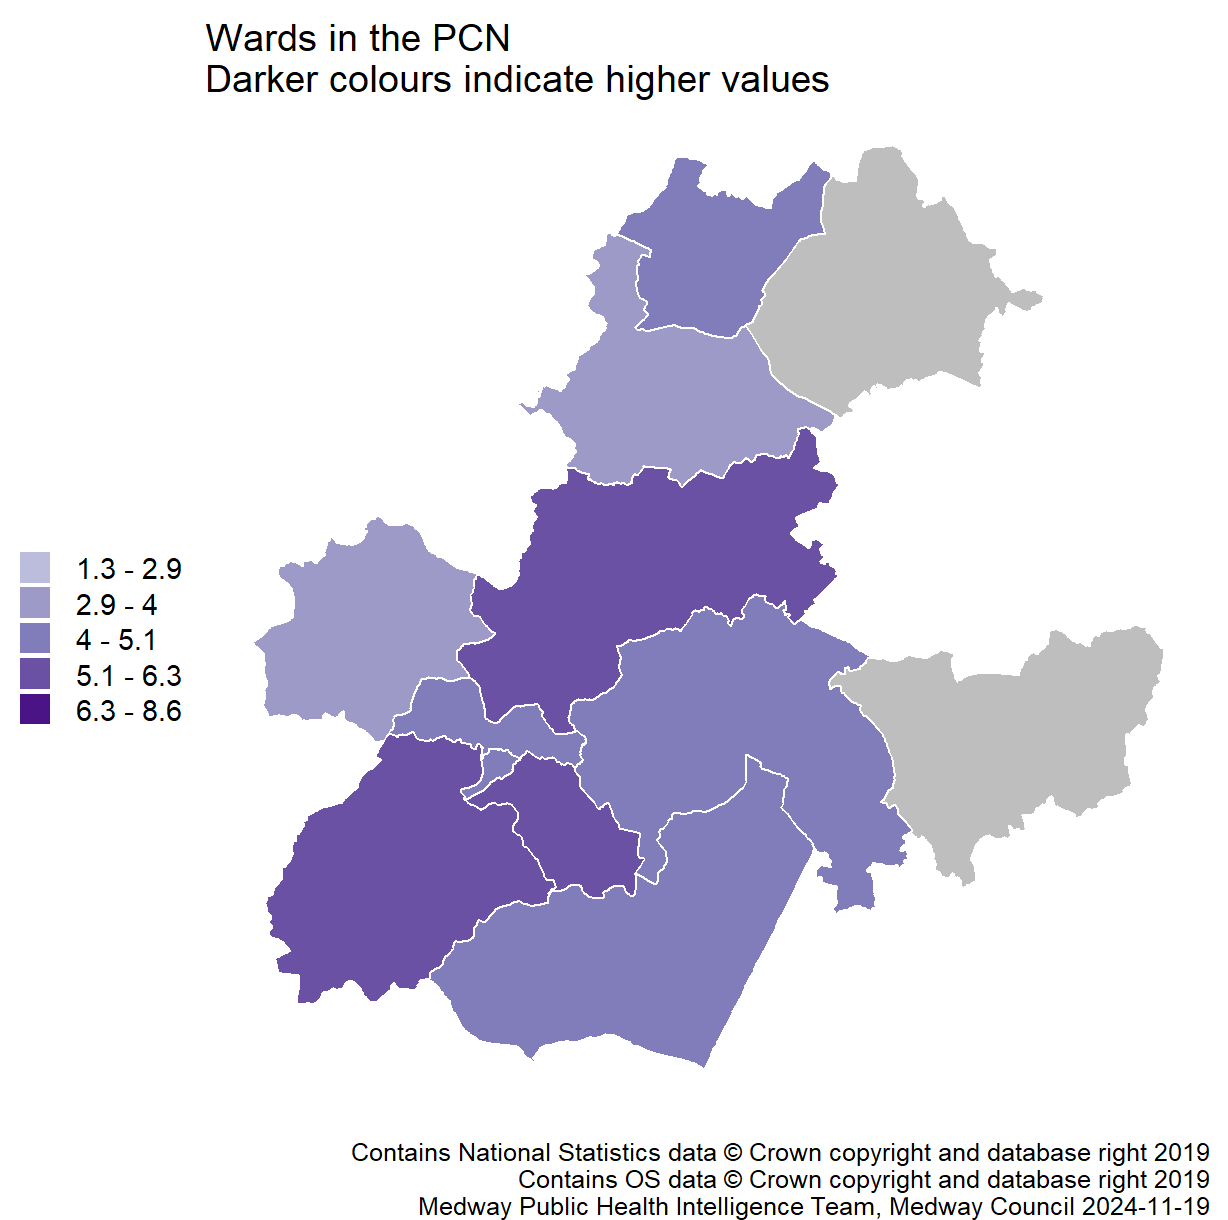 Wards in the PCN
Darker colours indicate higher values
1.3 - 2.9
2.9 - 4
4 - 5.1
5.1 - 6.3
6.3 - 8.6
Contains National Statistics data © Crown copyright and database right 2019
Contains OS data © Crown copyright and database right 2019
Medway Public Health Intelligence Team, Medway Council 2024-11-19